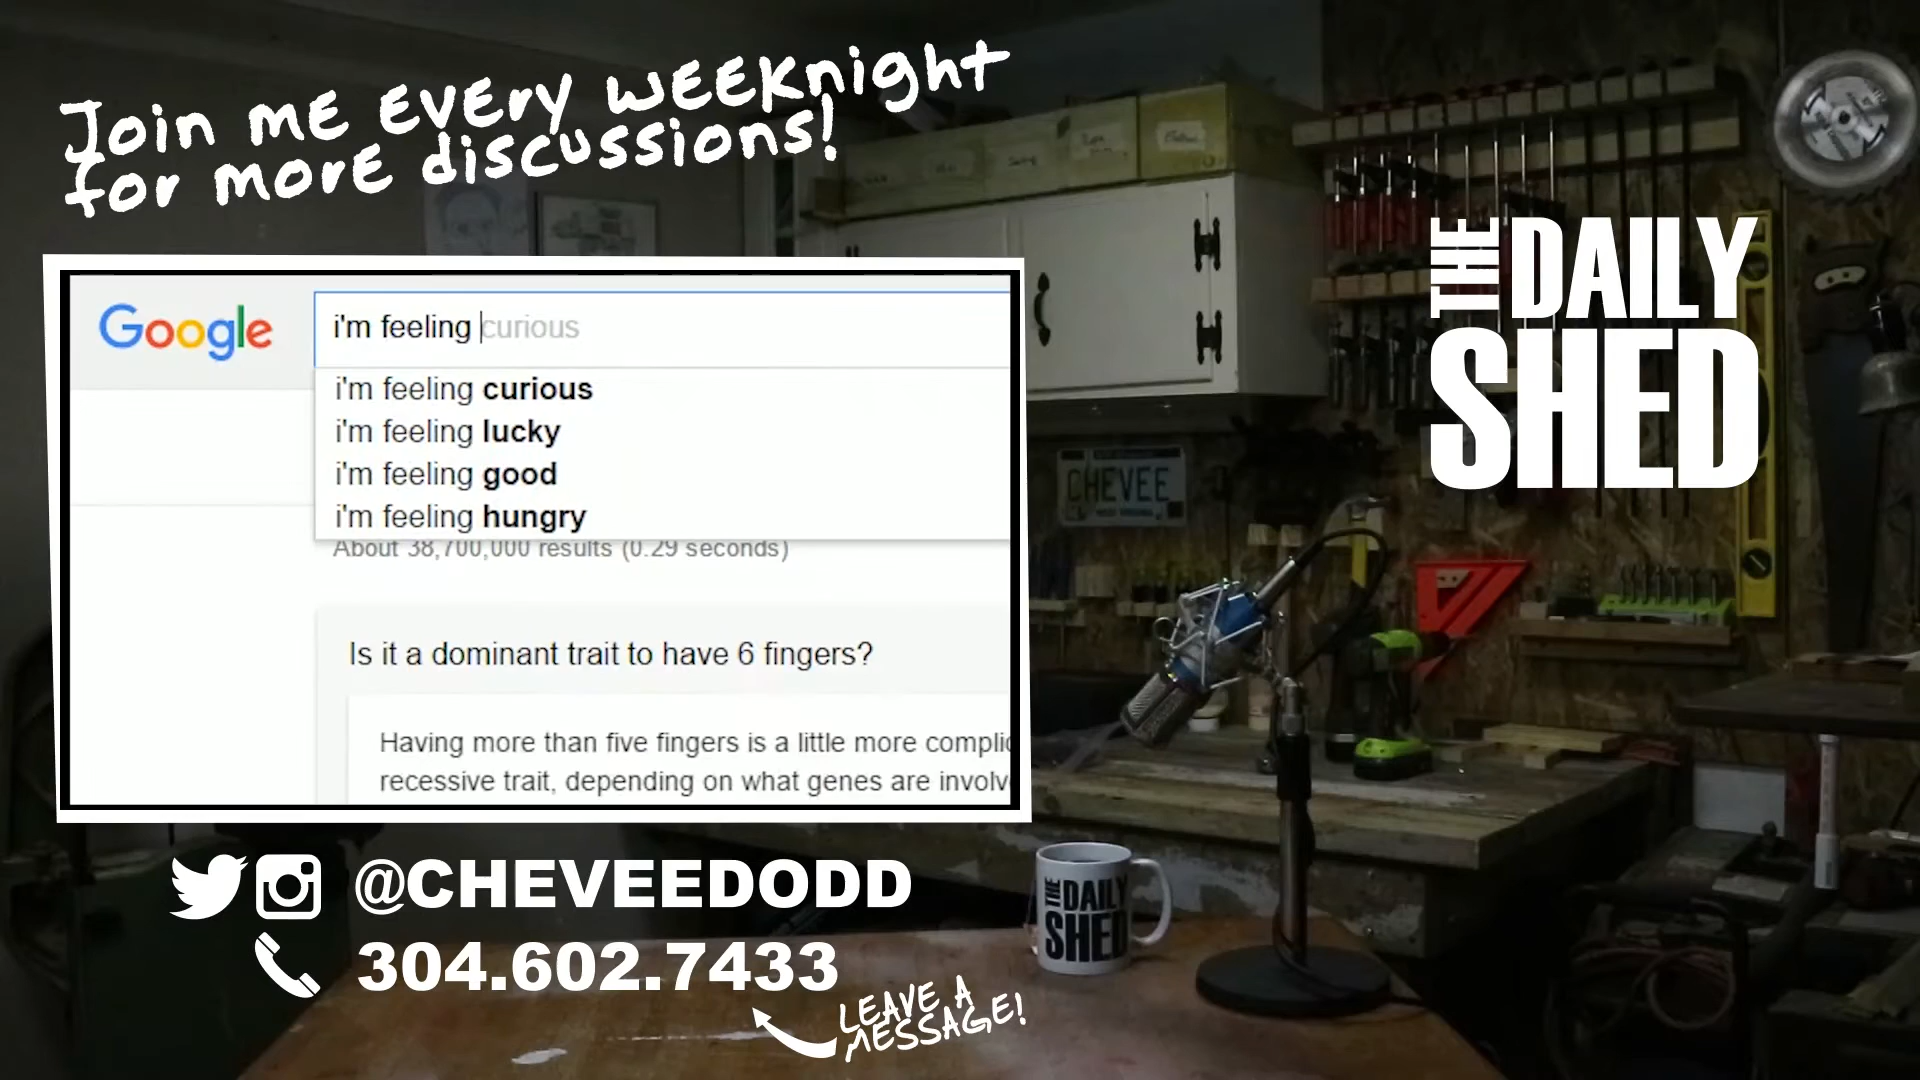 Join me every weeknight
for more discussions!
Google
i'm feeling curious
i'm feeling curious
i'm feeling lucky
i'm feeling good
i'm feeling hungry
About 38,700,000 results (0.29 seconds)
Is it a dominant trait to have 6 fingers?
Having more than five fingers is a little more
recessive trait, depending on what genes are
THE DAILY
SHED
CHEVEE
@CHEVEEDODD
304.602.7433
LEAVE A
MESSAGE!
THE DAILY
SHED